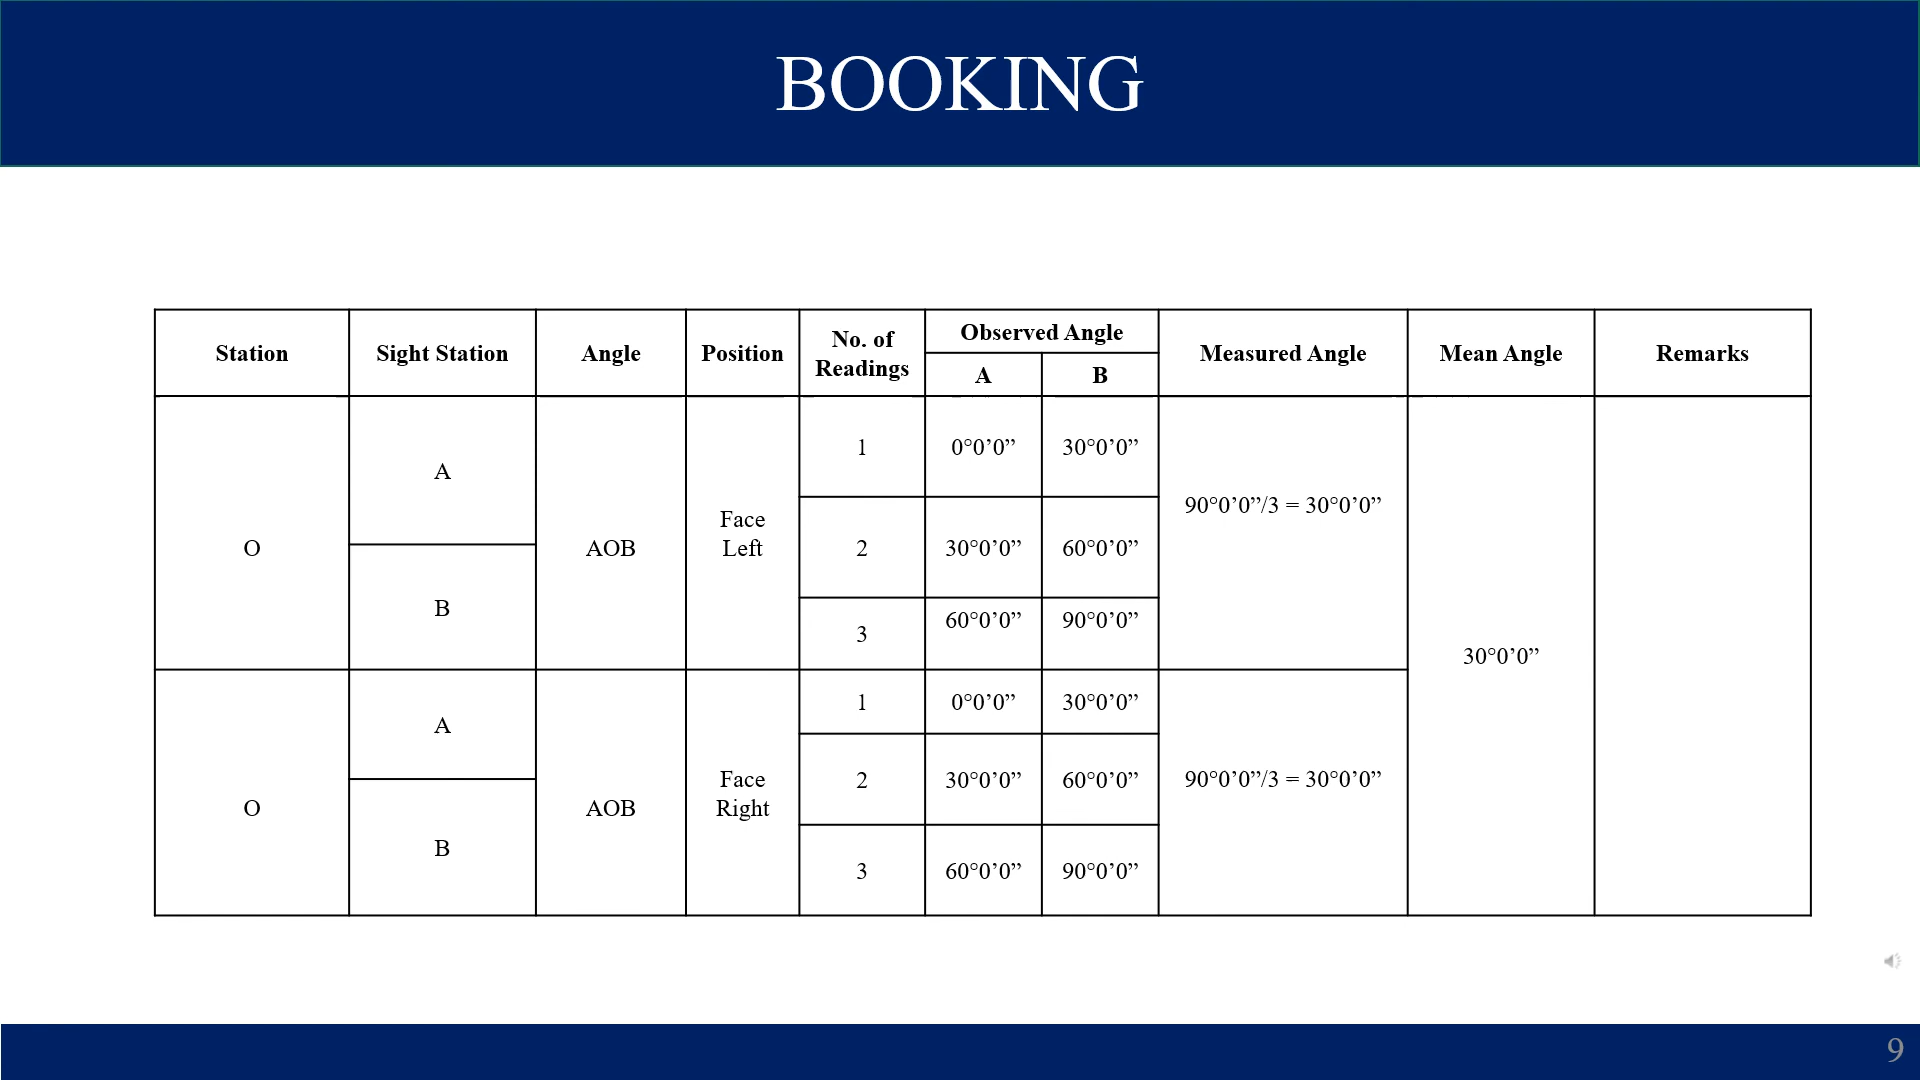 BOOKING
Station
Sight Station
Angle
Position
No. of
Readings
Observed Angle
A
B
Measured Angle
Mean Angle
Remarks
O
A
B
AOB
Face
Left
1
0°0’0”
30°0’0”
2
30°0’0”
60°0’0”
3
60°0’0”
90°0’0”
90°0’0”/3 = 30°0’0”
30°0’0”
O
A
B
AOB
Face
Right
1
0°0’0”
30°0’0”
2
30°0’0”
60°0’0”
3
60°0’0”
90°0’0”
90°0’0”/3 = 30°0’0”
9